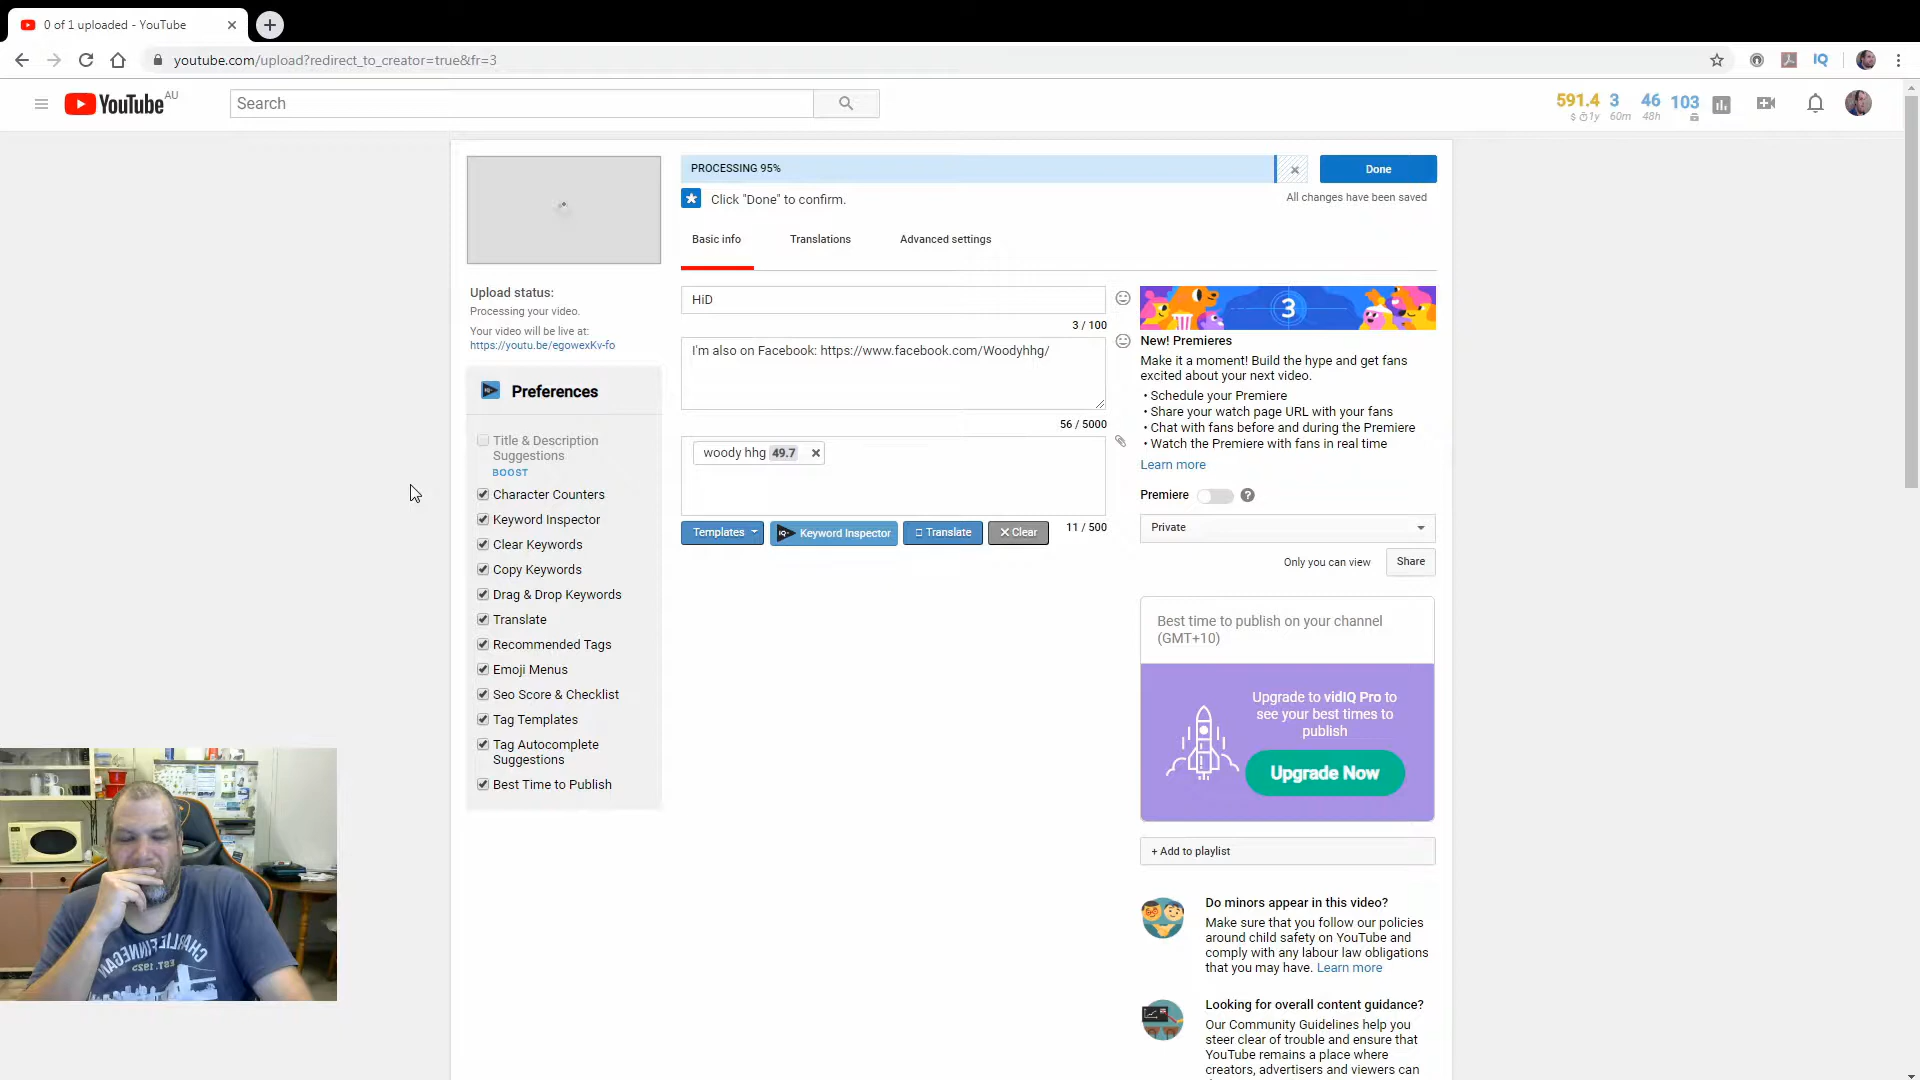 0 of 1 uploaded - YouTube
youtube.com/upload?redirect_to_creator=true&fr=3
IQ
YouTube AU
Search
591.4 3 46 103
1y 60m 48h
PROCESSING 95%
Done
Click "Done" to confirm.
All changes have been saved
Basic info
Translations
Advanced settings
Upload status:
Processing your video.
Your video will be live at:
https://youtu.be/egowexKv-fo
Preferences
Title & Description
Suggestions
BOOST
Character Counters
Keyword Inspector
Clear Keywords
Copy Keywords
Drag & Drop Keywords
Translate
Recommended Tags
Emoji Menus
Seo Score & Checklist
Tag Templates
Tag Autocomplete
Suggestions
Best Time to Publish
HiD
3 / 100
I'm also on Facebook: https://www.facebook.com/Woodyhhg/
56 / 5000
woody hhg 49.7
Templates
Keyword Inspector
Translate
Clear
11 / 500
3
New! Premieres
Make it a moment! Build the hype and get fans
excited about your next video.
• Schedule your Premiere
• Share your watch page URL with your fans
• Chat with fans before and during the Premiere
• Watch the Premiere with fans in real time
Learn more
Premiere
Private
Only you can view
Share
Best time to publish on your channel
(GMT+10)
Upgrade to vidIQ Pro to
see your best times to
publish
Upgrade Now
+ Add to playlist
Do minors appear in this video?
Make sure that you follow our policies
around child safety on YouTube and
comply with any labour law obligations
that you may have. Learn more
Looking for overall content guidance?
Our Community Guidelines help you
steer clear of trouble and ensure that
YouTube remains a place where
creators, advertisers and viewers can
CHARLIE FINNEGAN
EST. 1925